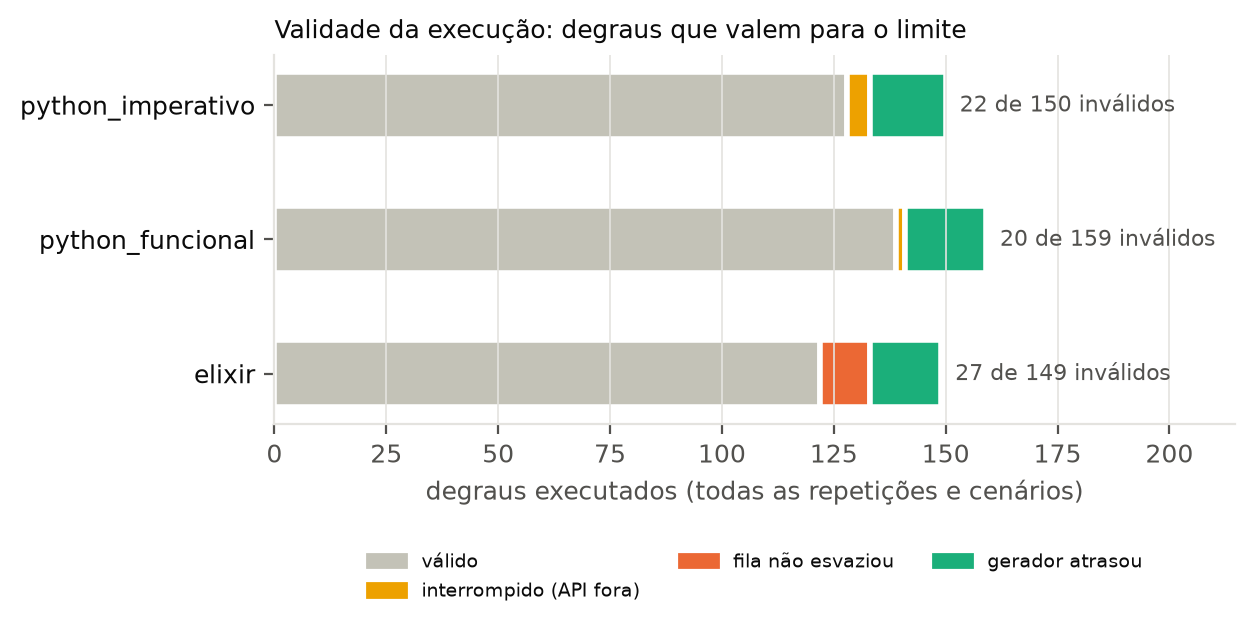 Validade da execução: degraus que valem para o limite
python_imperativo
22 de 150 inválidos
python_funcional
20 de 159 inválidos
elixir
27 de 149 inválidos
0 25 50 75 100 125 150 175 200
degraus executados (todas as repetições e cenários)
válido
fila não esvaziou
gerador atrasou
interrompido (API fora)